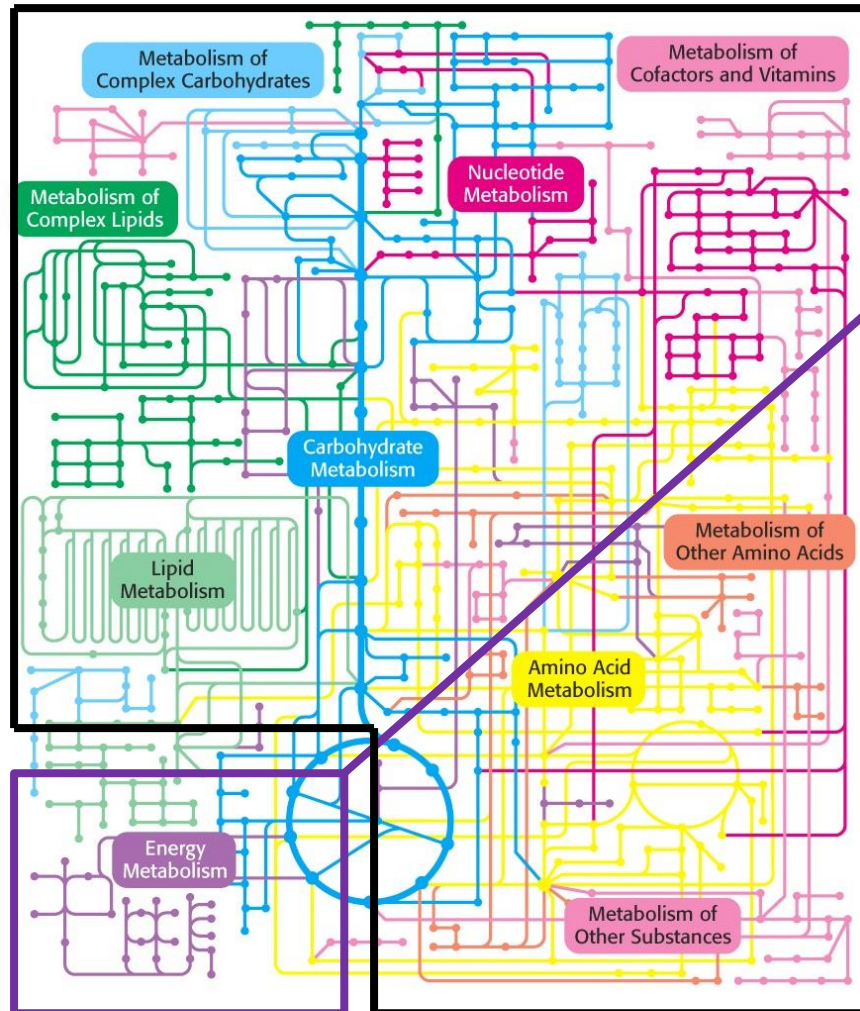 Metabolism of
Complex Carbohydrates
Metabolism of
Cofactors and Vitamins
Nucleotide
Metabolism
Metabolism of
Complex Lipids
Carbohydrate
Metabolism
Metabolism of
Other Amino Acids
Lipid
Metabolism
Amino Acid
Metabolism
Energy
Metabolism
Metabolism of
Other Substances